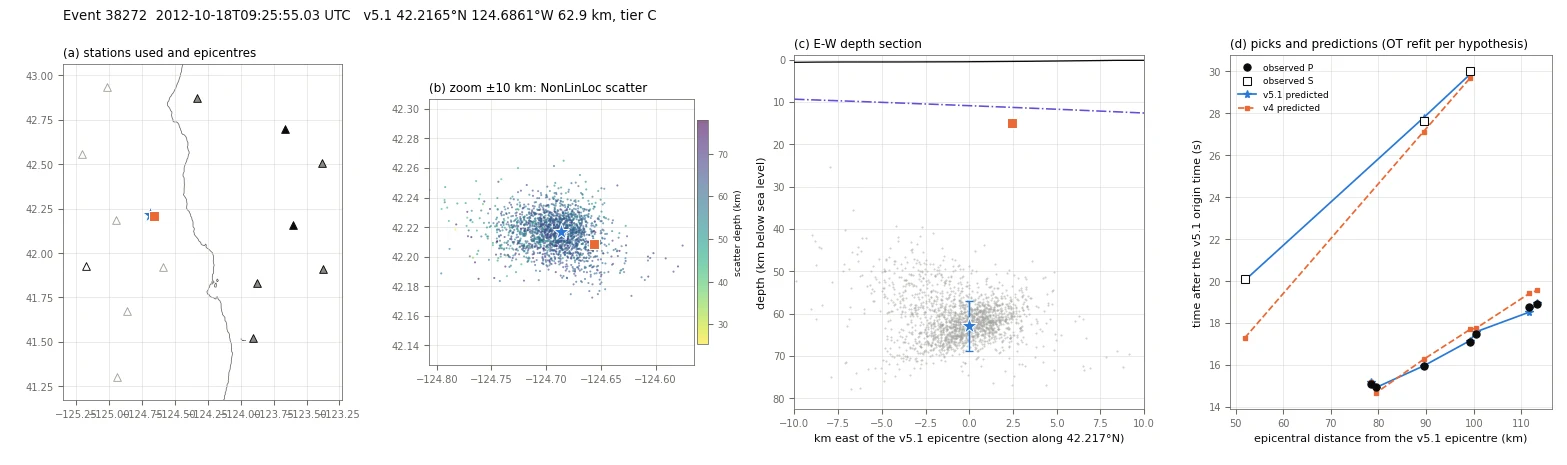 Event 38272 2012-10-18T09:25:55.03 UTC v5.1 42.2165°N 124.6861°W 62.9 km, tier C
(a) stations used and epicentres
43.00
42.75
42.50
42.25
42.00
41.75
41.50
41.25
−125.25 −125.00 −124.75 −124.50 −124.25 −124.00 −123.75 −123.50 −123.25
(b) zoom ±10 km: NonLinLoc scatter
42.30
42.28
42.26
42.24
42.22
42.20
42.18
42.16
42.14
−124.80 −124.75 −124.70 −124.65 −124.60
70
60
50
40
30
scatter depth (km)
(c) E-W depth section
0
10
20
30
40
50
60
70
80
depth (km below sea level)
−10.0 −7.5 −5.0 −2.5 0.0 2.5 5.0 7.5 10.0
km east of the v5.1 epicentre (section along 42.217°N)
(d) picks and predictions (OT refit per hypothesis)
observed P
observed S
v5.1 predicted
v4 predicted
30
28
26
24
22
20
18
16
14
time after the v5.1 origin time (s)
50 60 70 80 90 100 110
epicentral distance from the v5.1 epicentre (km)